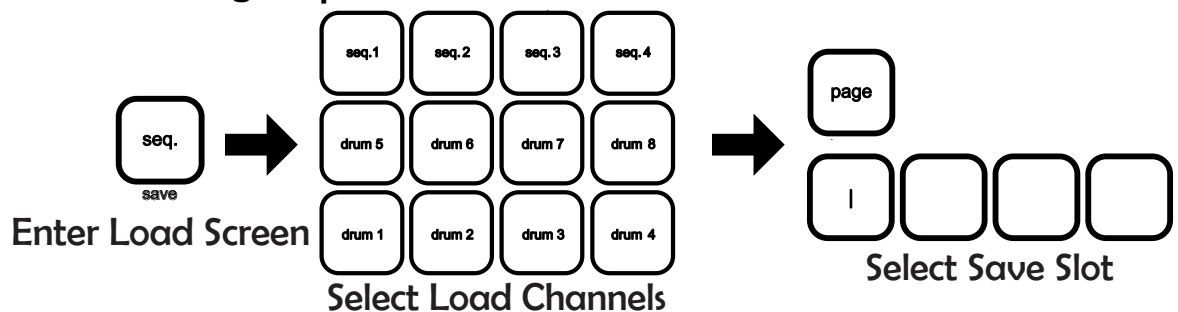 seq.1 seq.2 seq.3 seq.4
page
seq.
drum 5 drum 6 drum 7 drum 8
save
|
Enter Load Screen
drum 1 drum 2 drum 3 drum 4
Select Save Slot
Select Load Channels